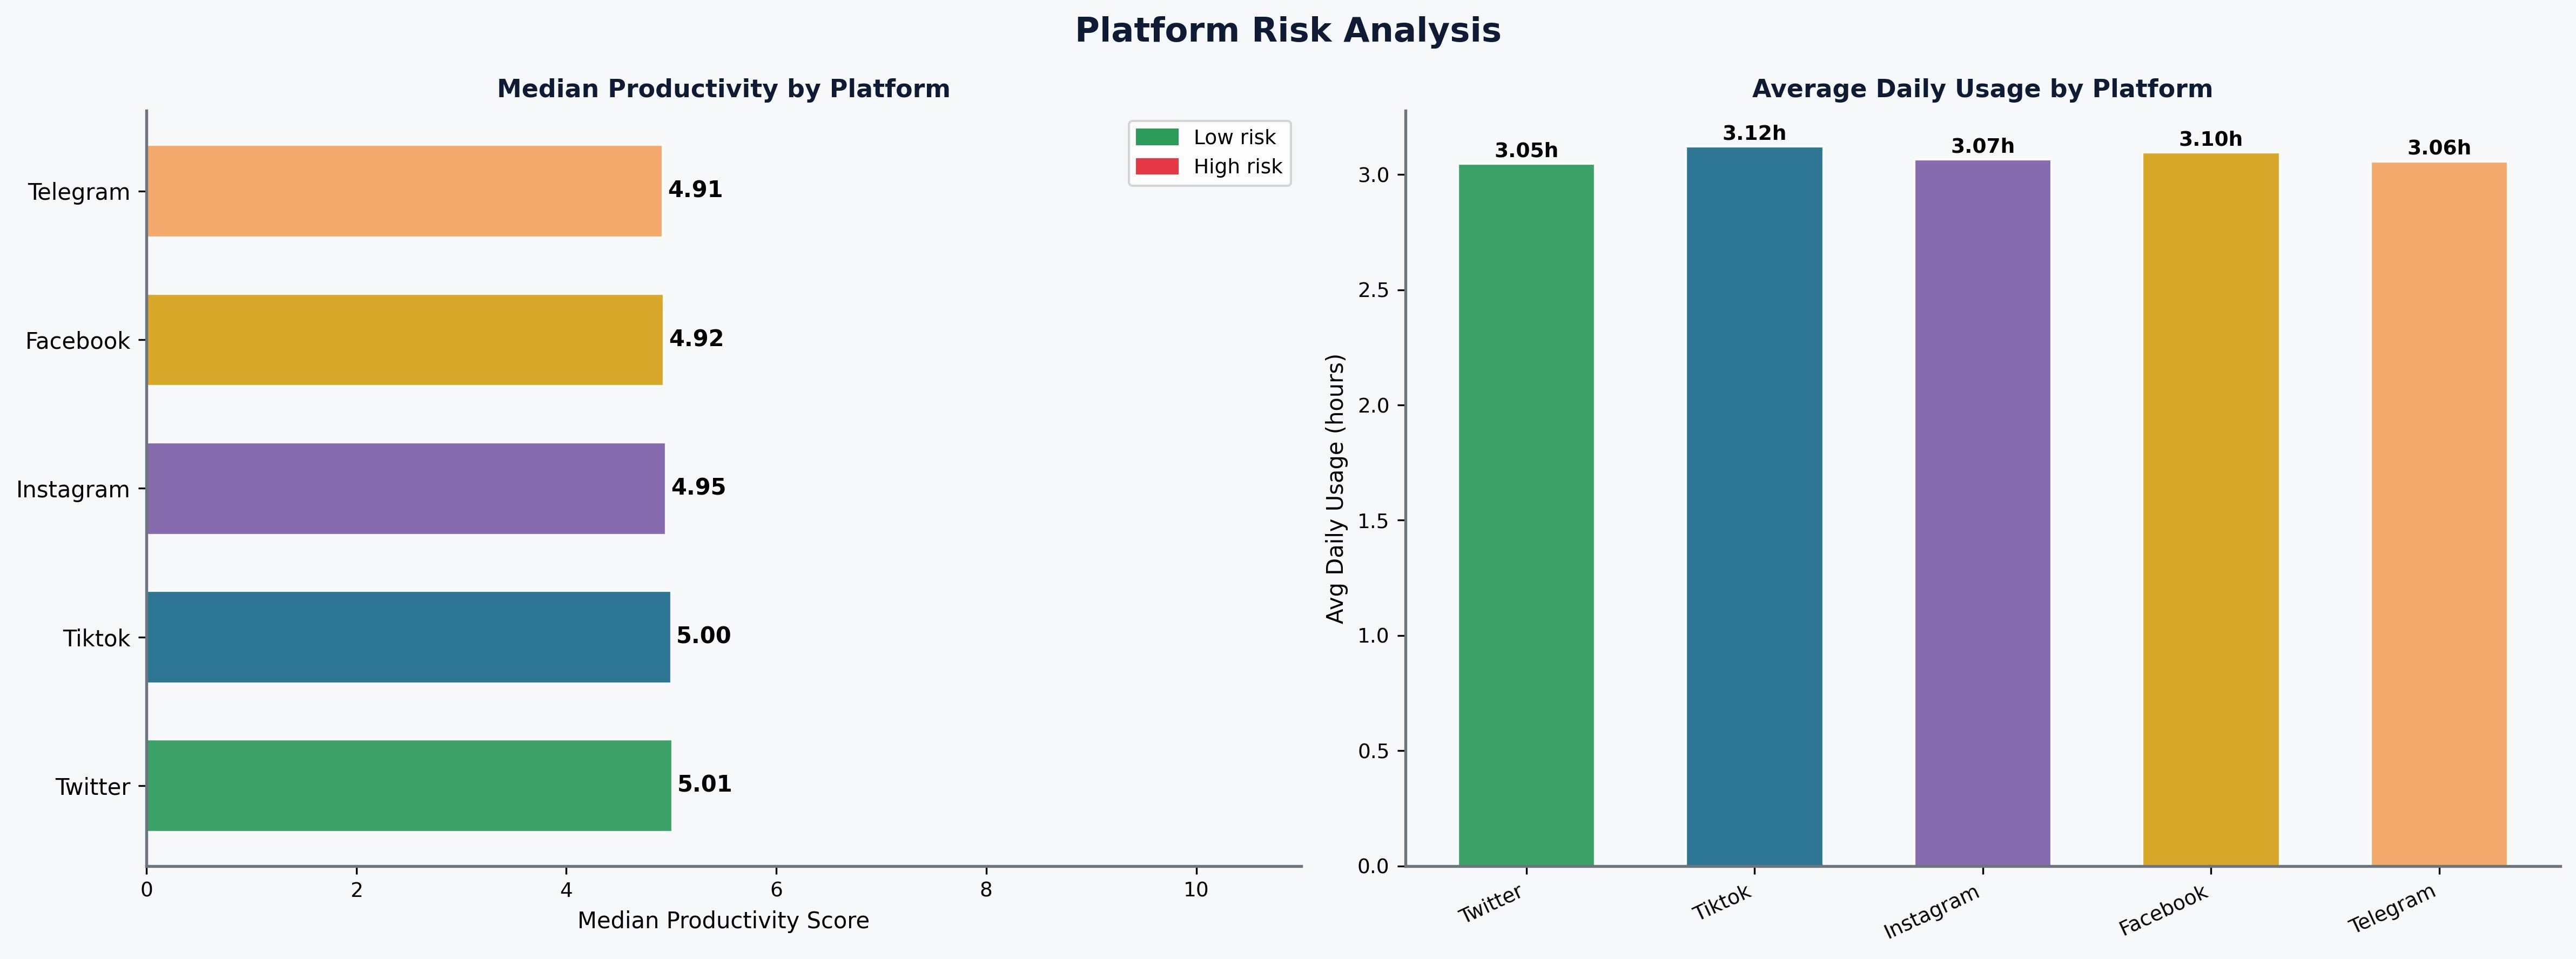 Platform Risk Analysis
Median Productivity by Platform
Low risk
High risk
Telegram
4.91
Facebook
4.92
Instagram
4.95
Tiktok
5.00
Twitter
5.01
0 2 4 6 8 10
Median Productivity Score
Average Daily Usage by Platform
Avg Daily Usage (hours)
3.0
2.5
2.0
1.5
1.0
0.5
0.0
3.05h 3.12h 3.07h 3.10h 3.06h
Twitter Tiktok Instagram Facebook Telegram